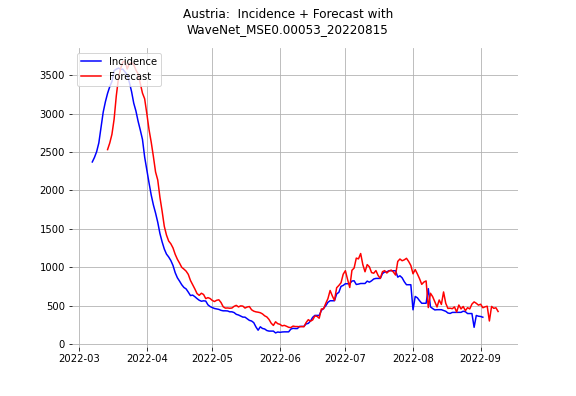 Austria:  Incidence + Forecast with
WaveNet_MSE0.00053_20220815
Incidence
Forecast
3500
3000
2500
2000
1500
1000
500
0
2022-03 2022-04 2022-05 2022-06 2022-07 2022-08 2022-09